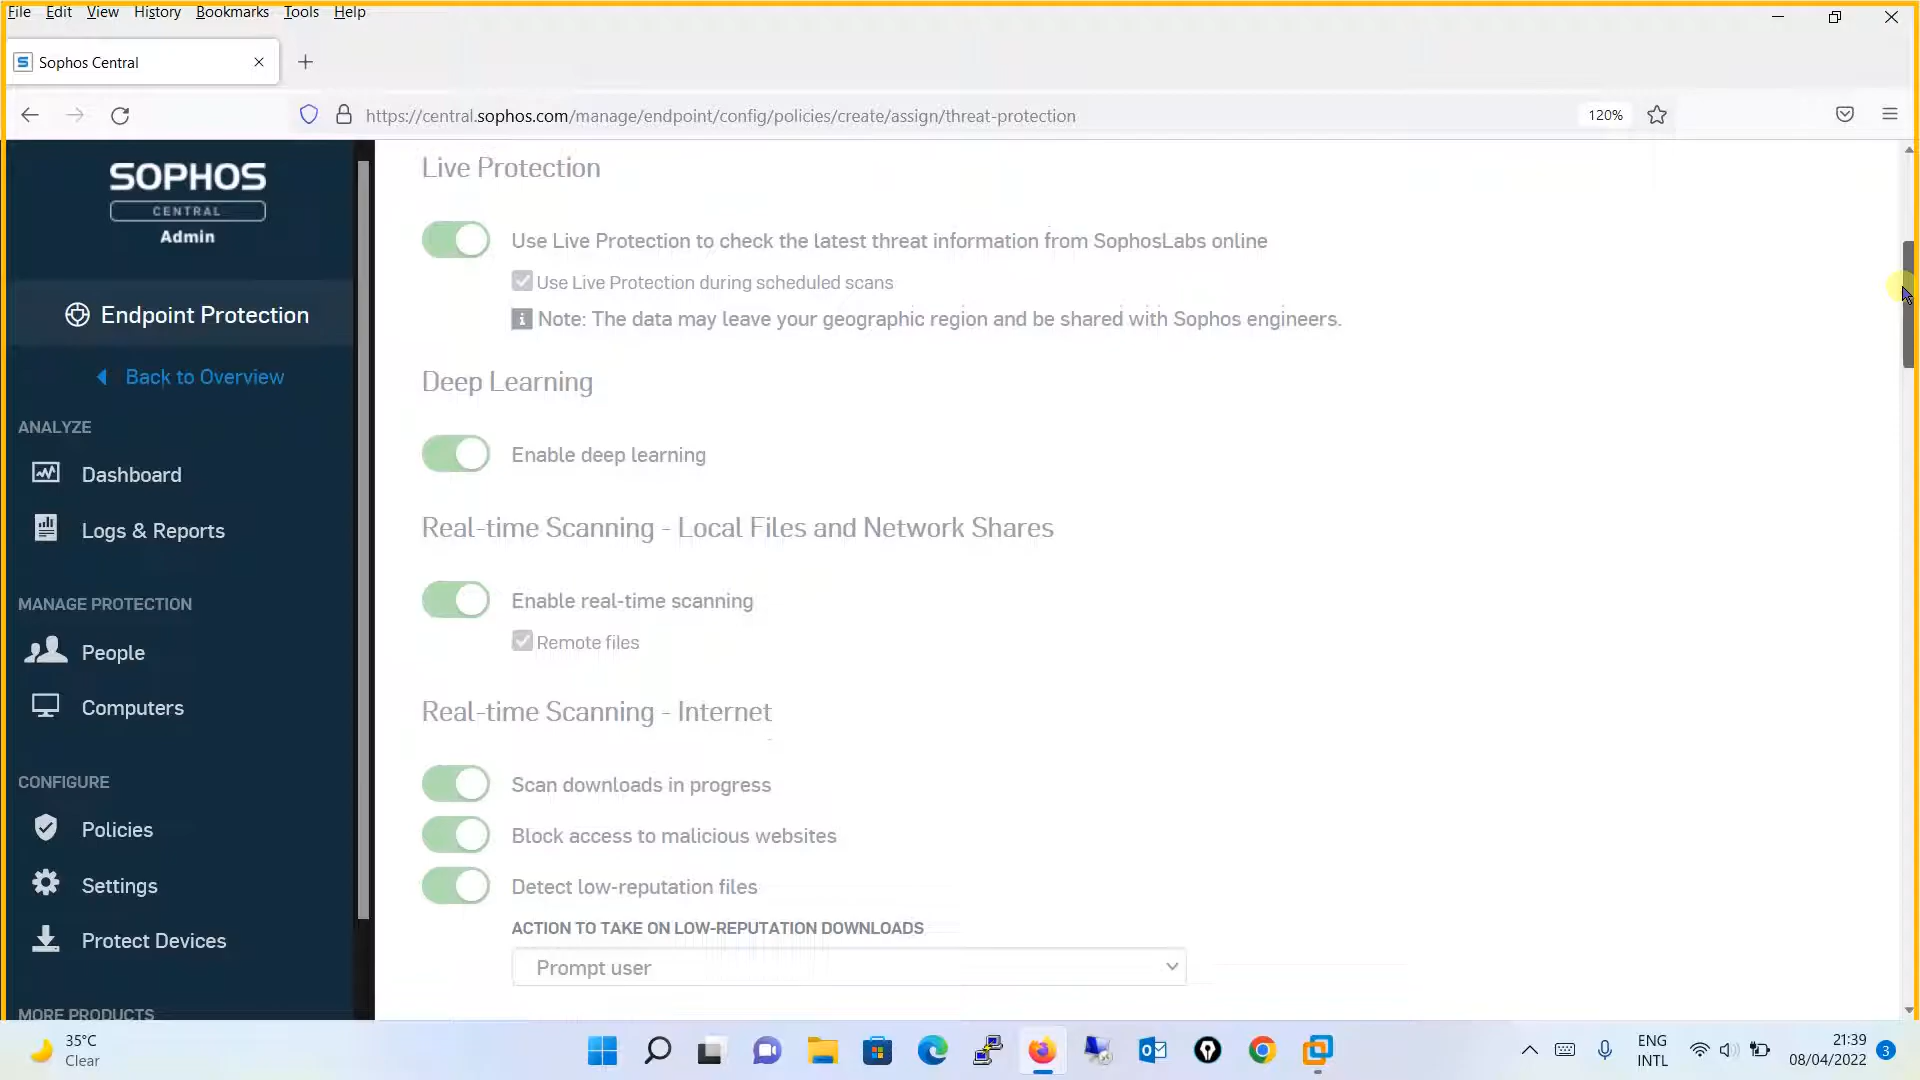 File Edit View History Bookmarks Tools Help
S Sophos Central
https://central.sophos.com/manage/endpoint/config/policies/create/assign/threat-protection 120%
SOPHOS
CENTRAL
Admin
Endpoint Protection
Back to Overview
ANALYZE
Dashboard
Logs & Reports
MANAGE PROTECTION
People
Computers
CONFIGURE
Policies
Settings
Protect Devices
MORE PRODUCTS
Live Protection
Use Live Protection to check the latest threat information from SophosLabs online
Use Live Protection during scheduled scans
i Note: The data may leave your geographic region and be shared with Sophos engineers.
Deep Learning
Enable deep learning
Real-time Scanning - Local Files and Network Shares
Enable real-time scanning
Remote files
Real-time Scanning - Internet
Scan downloads in progress
Block access to malicious websites
Detect low-reputation files
ACTION TO TAKE ON LOW-REPUTATION DOWNLOADS
Prompt user
35°C
Clear
ENG
INTL
21:39
08/04/2022
3